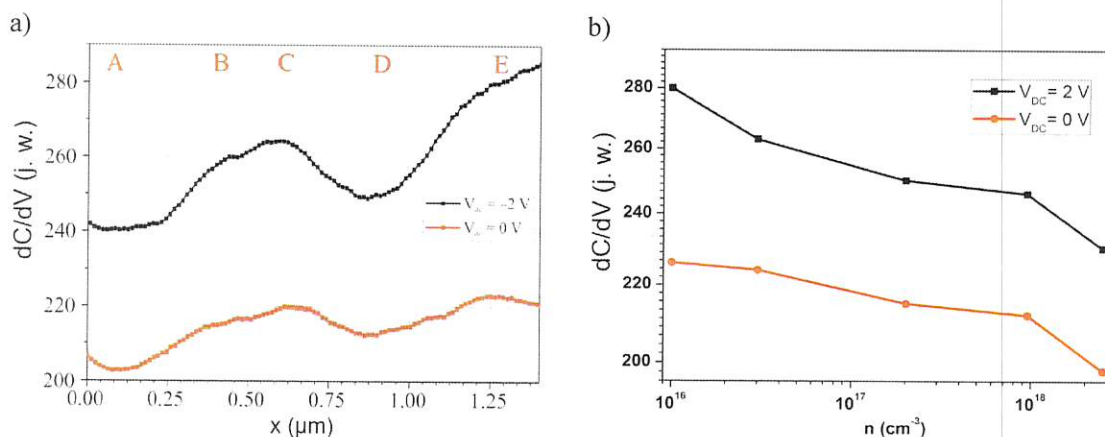 a)
A B C D E
dC/dV (j. w.)
280
260
240
220
200
V_dc = -2 V
V_dc = 0 V
0.00 0.25 0.50 0.75 1.00 1.25
x (μm)
b)
dC/dV (j. w.)
280
260
240
220
200
V_DC = 2 V
V_DC = 0 V
10^16 10^17 10^18
n (cm^-3)